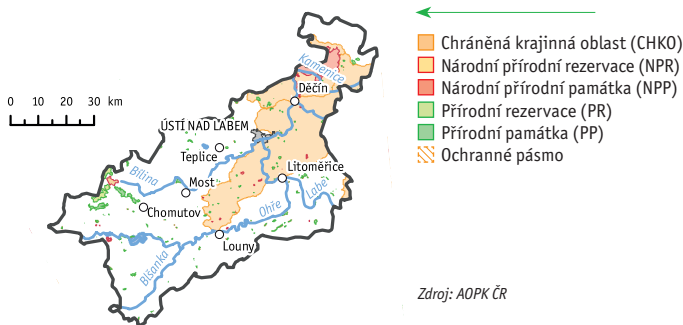 Chráněná krajinná oblast (CHKO)
Národní přírodní rezervace (NPR)
Národní přírodní památka (NPP)
Přírodní rezervace (PR)
Přírodní památka (PP)
Ochranné pásmo
0 10 20 30 km
Kamenice
Děčín
ÚSTÍ NAD LABEM
Teplice
Litoměřice
Bílina
Most
Labe
Chomutov
Ohře
Louny
Blšanka
Zdroj: AOPK ČR